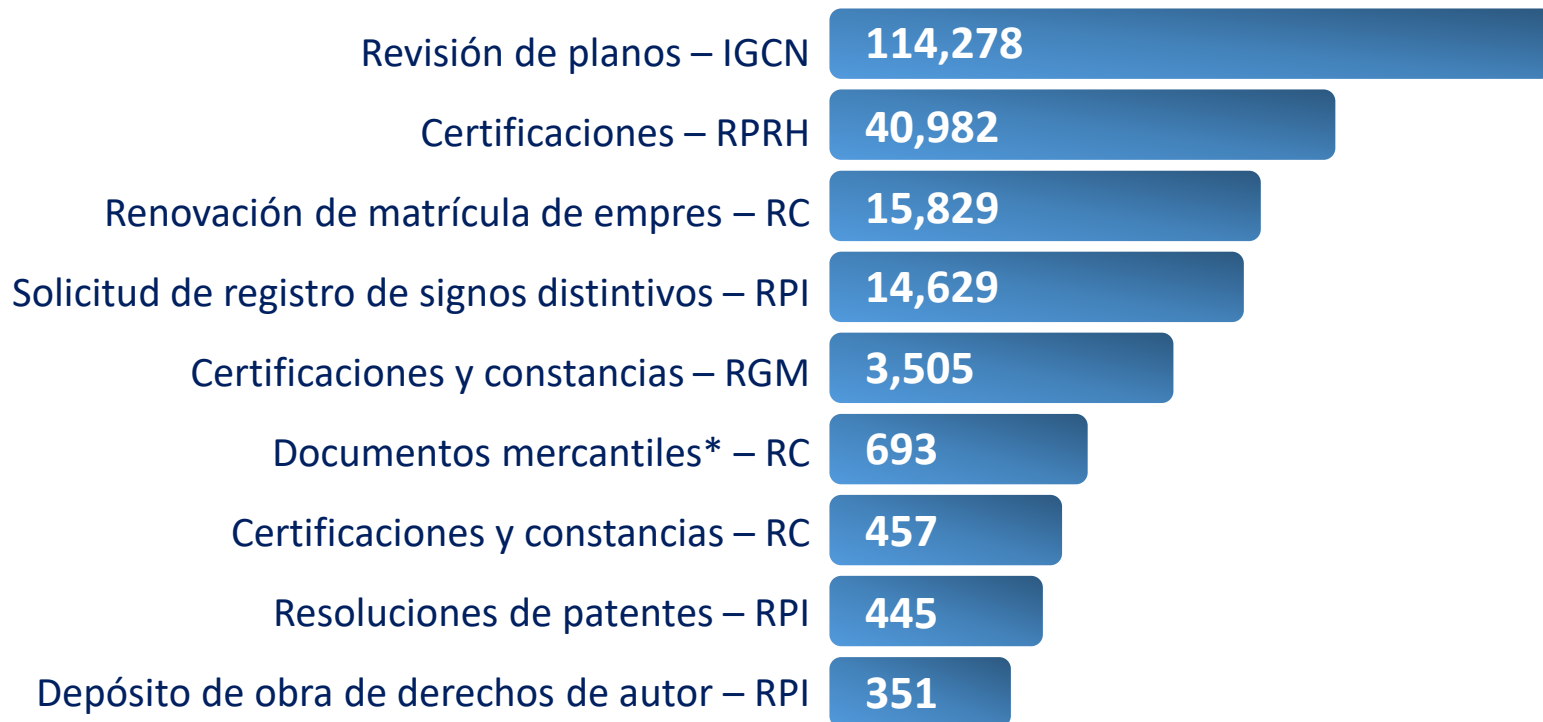 Revisión de planos – IGCN 114,278
Certificaciones – RPRH 40,982
Renovación de matrícula de empres – RC 15,829
Solicitud de registro de signos distintivos – RPI 14,629
Certificaciones y constancias – RGM 3,505
Documentos mercantiles* – RC 693
Certificaciones y constancias – RC 457
Resoluciones de patentes – RPI 445
Depósito de obra de derechos de autor – RPI 351